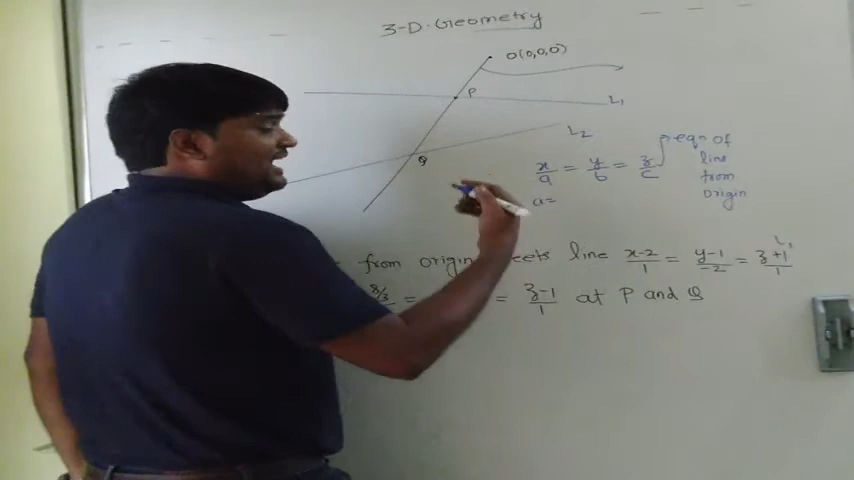 3-D. Geometry
O(0,0,0)
P
L₁
L₂
Q
x/a = y/b = z/c } eqn of
line
from
origin
a=
from origin meets line x-2/1 = y-1/-2 = z+1/1 L₁
8/3 = = z-1/1 at P and Q